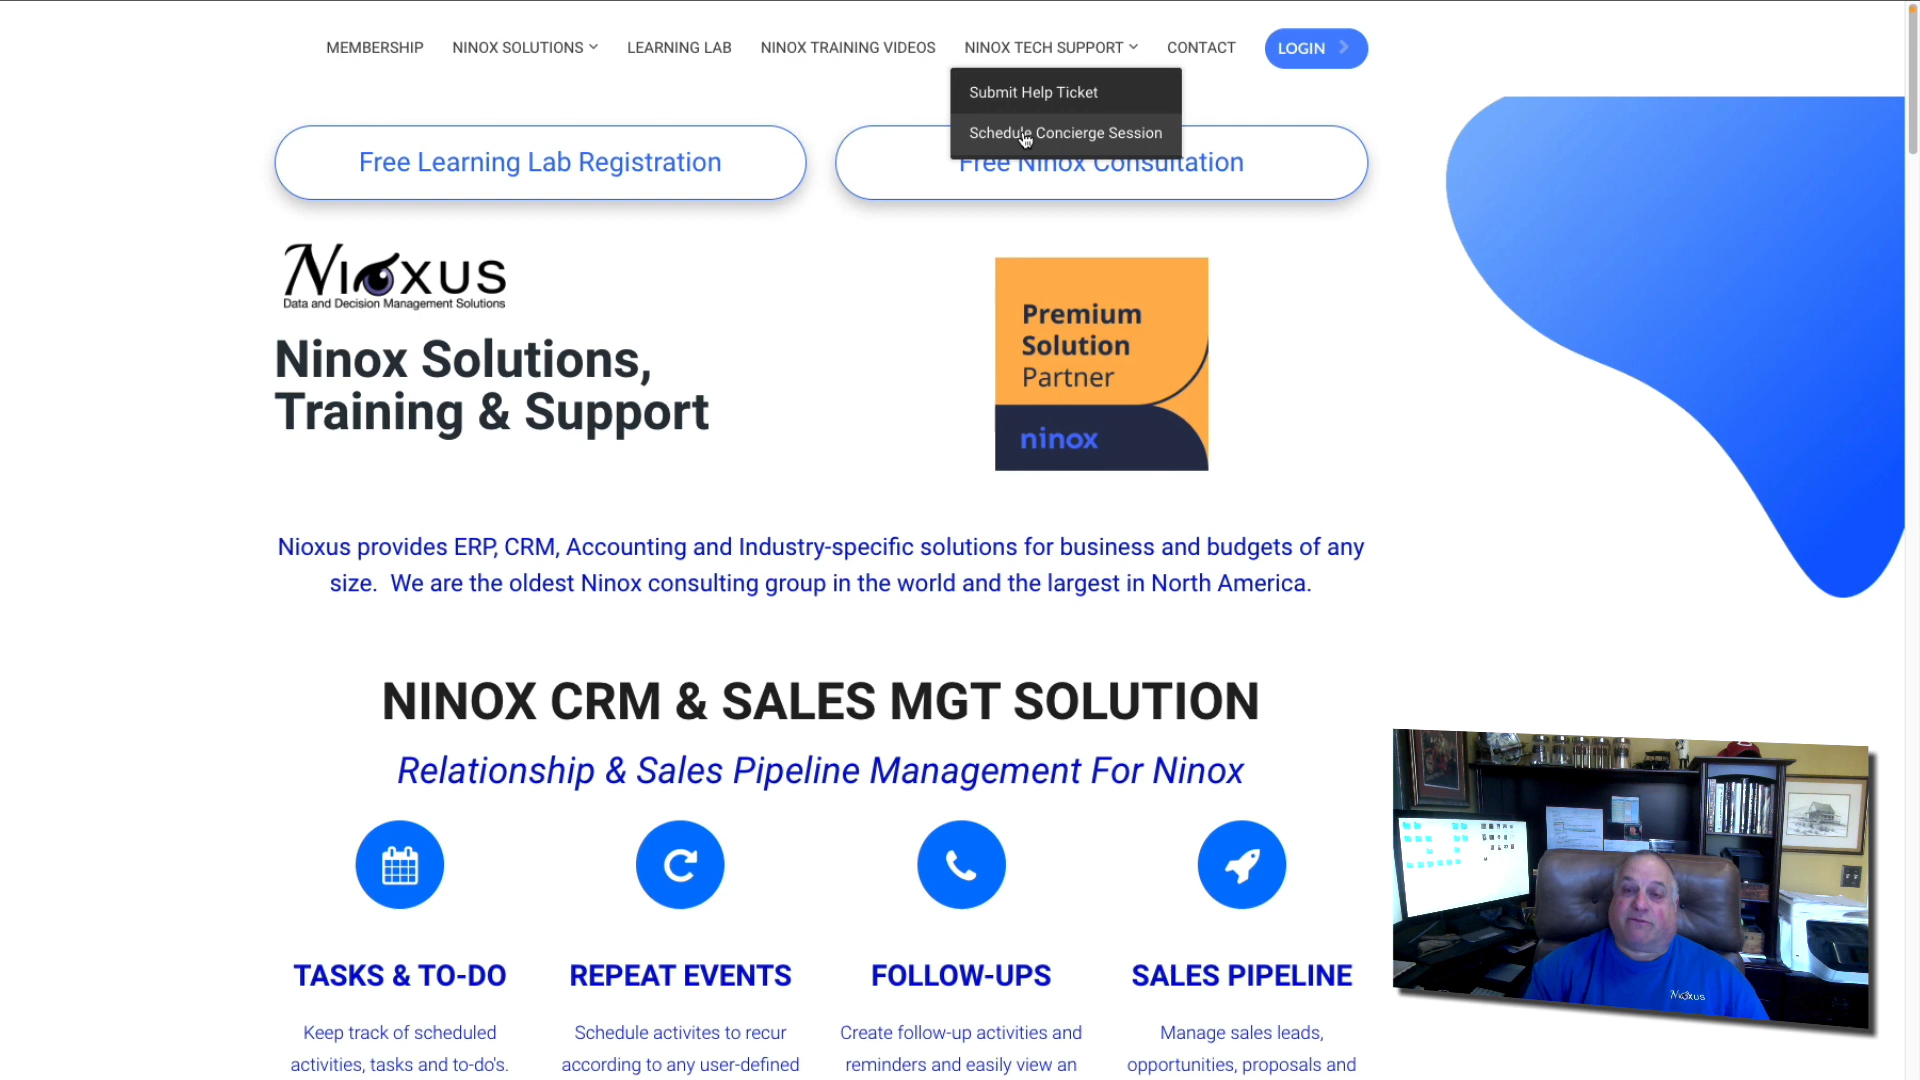 MEMBERSHIP NINOX SOLUTIONS LEARNING LAB NINOX TRAINING VIDEOS NINOX TECH SUPPORT CONTACT LOGIN
Submit Help Ticket
Schedule Concierge Session
Free Learning Lab Registration
Free Ninox Consultation
Nioxus
Data and Decision Management Solutions
Ninox Solutions,
Training & Support
Premium
Solution
Partner
ninox
Nioxus provides ERP, CRM, Accounting and Industry-specific solutions for business and budgets of any
size. We are the oldest Ninox consulting group in the world and the largest in North America.
NINOX CRM & SALES MGT SOLUTION
Relationship & Sales Pipeline Management For Ninox
TASKS & TO-DO
Keep track of scheduled
activities, tasks and to-do's.
REPEAT EVENTS
Schedule activites to recur
according to any user-defined
FOLLOW-UPS
Create follow-up activities and
reminders and easily view an
SALES PIPELINE
Manage sales leads,
opportunities, proposals and
Nioxus